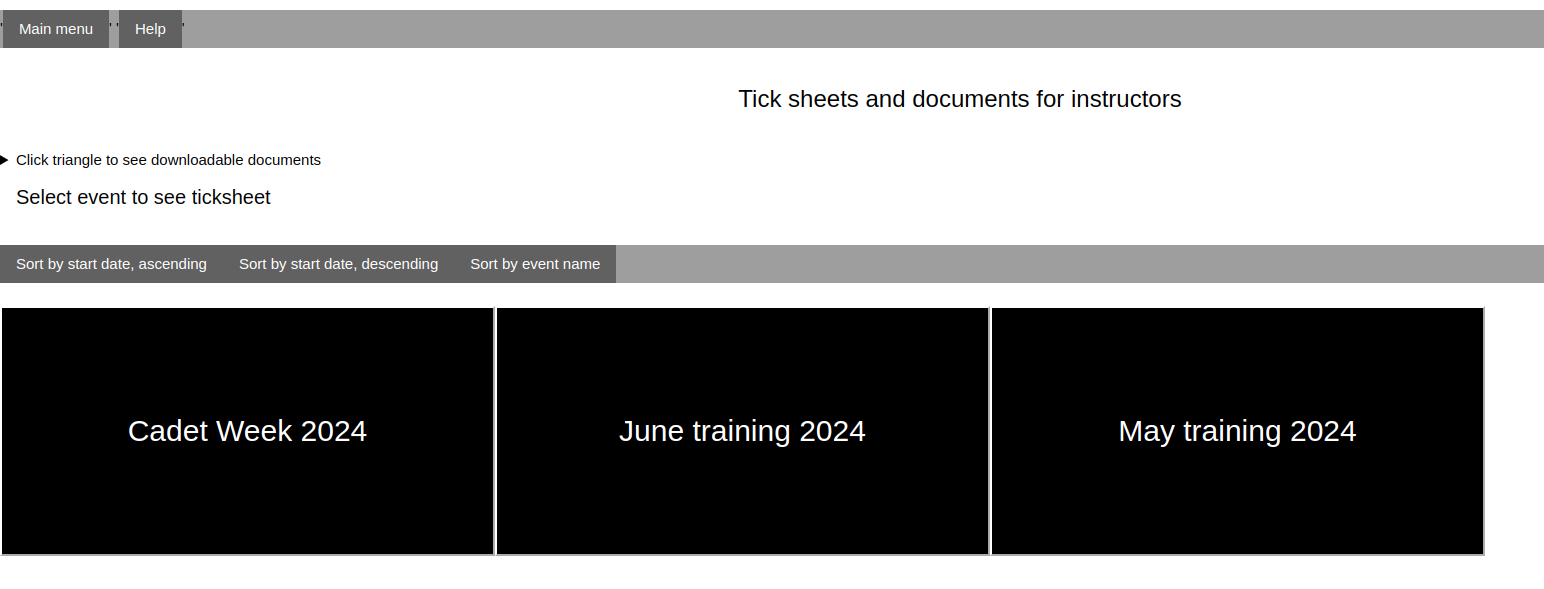 ' Main menu ' ' Help '
Tick sheets and documents for instructors
Click triangle to see downloadable documents
Select event to see ticksheet
Sort by start date, ascending Sort by start date, descending Sort by event name
Cadet Week 2024 June training 2024 May training 2024